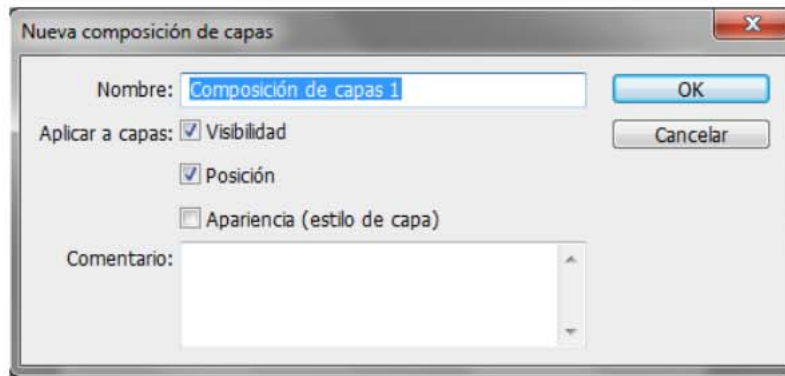 Nueva composición de capas
Nombre: Composición de capas 1
OK
Aplicar a capas: Visibilidad
Cancelar
Posición
Apariencia (estilo de capa)
Comentario: